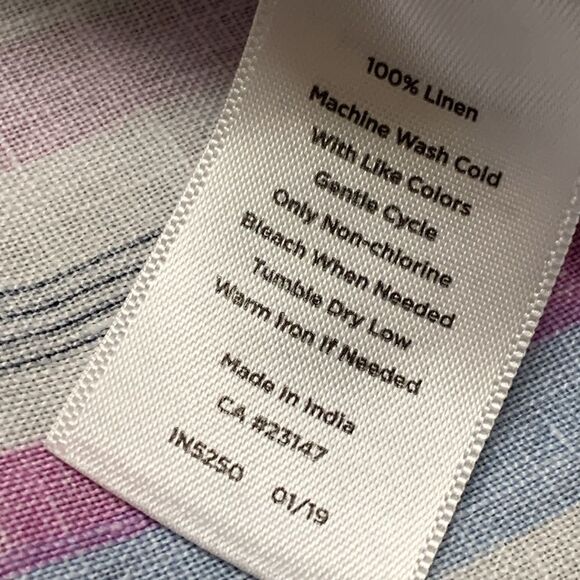 100% Linen
Machine Wash Cold
With Like Colors
Gentle Cycle
Only Non-chlorine
Bleach When Needed
Tumble Dry Low
Warm Iron If Needed
Made in India
CA #23147
IN5250 01/19